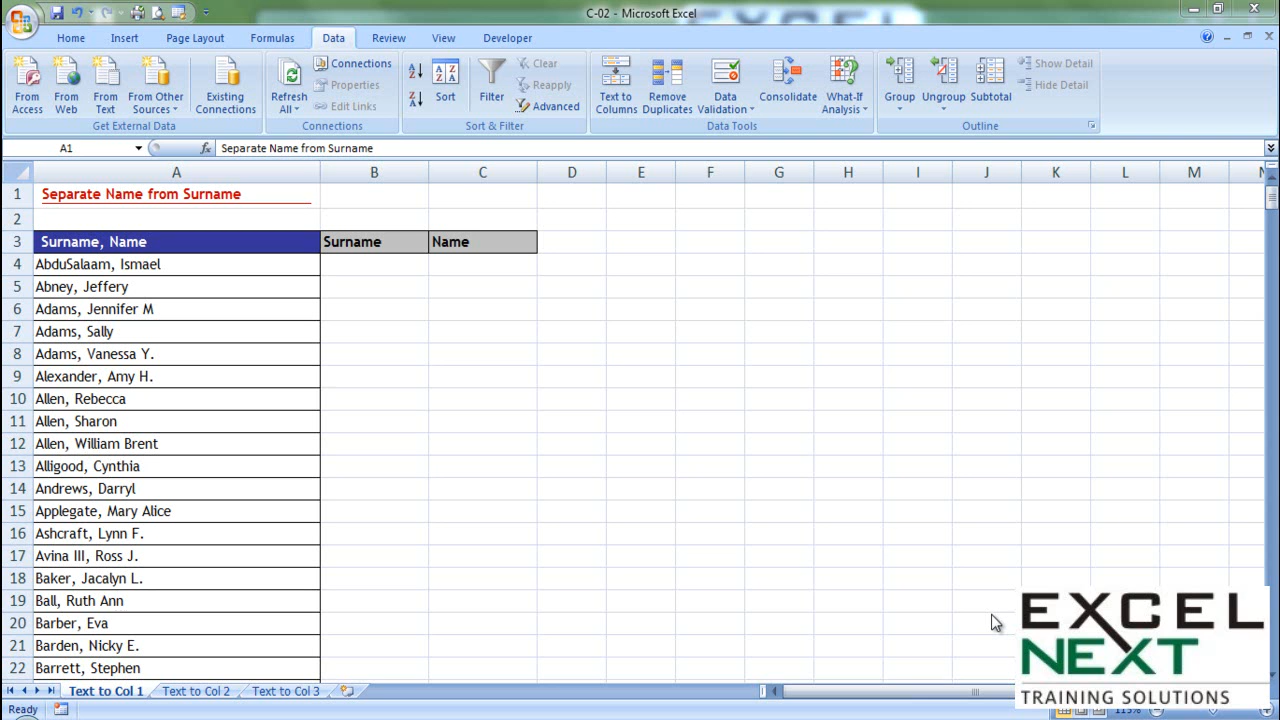 C-02 - Microsoft Excel
Home Insert Page Layout Formulas Data Review View Developer
From Access
From Web
From Text
From Other Sources
Existing Connections
Get External Data
Refresh All
Connections
Properties
Edit Links
Connections
Sort
Filter
Clear
Reapply
Advanced
Sort & Filter
Text to Columns
Remove Duplicates
Data Validation
Consolidate
What-If Analysis
Data Tools
Group
Ungroup
Subtotal
Show Detail
Hide Detail
Outline
A1 fx Separate Name from Surname
A B C D E F G H I J K L M
1 Separate Name from Surname
2
3 Surname, Name Surname Name
4 AbduSalaam, Ismael
5 Abney, Jeffery
6 Adams, Jennifer M
7 Adams, Sally
8 Adams, Vanessa Y.
9 Alexander, Amy H.
10 Allen, Rebecca
11 Allen, Sharon
12 Allen, William Brent
13 Alligood, Cynthia
14 Andrews, Darryl
15 Applegate, Mary Alice
16 Ashcraft, Lynn F.
17 Avina III, Ross J.
18 Baker, Jacalyn L.
19 Ball, Ruth Ann
20 Barber, Eva
21 Barden, Nicky E.
22 Barrett, Stephen
EXCEL
NEXT
TRAINING SOLUTIONS
Text to Col 1 Text to Col 2 Text to Col 3
Ready